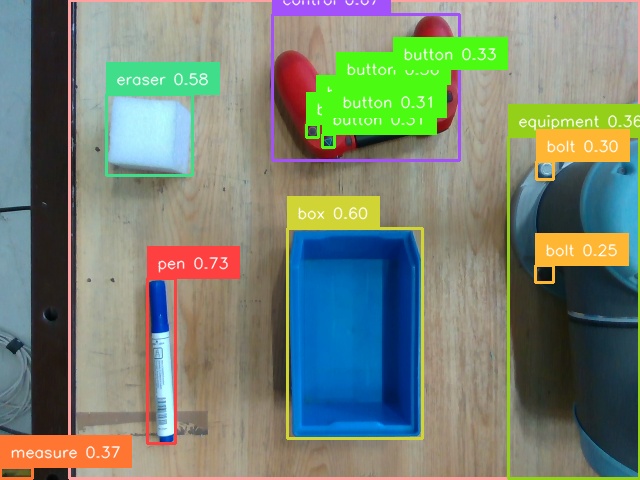 control 0.67
button 0.33
eraser 0.58
button 0.30
button 0.31
button 0.31
equipment 0.36
bolt 0.30
box 0.60
bolt 0.25
pen 0.73
measure 0.37